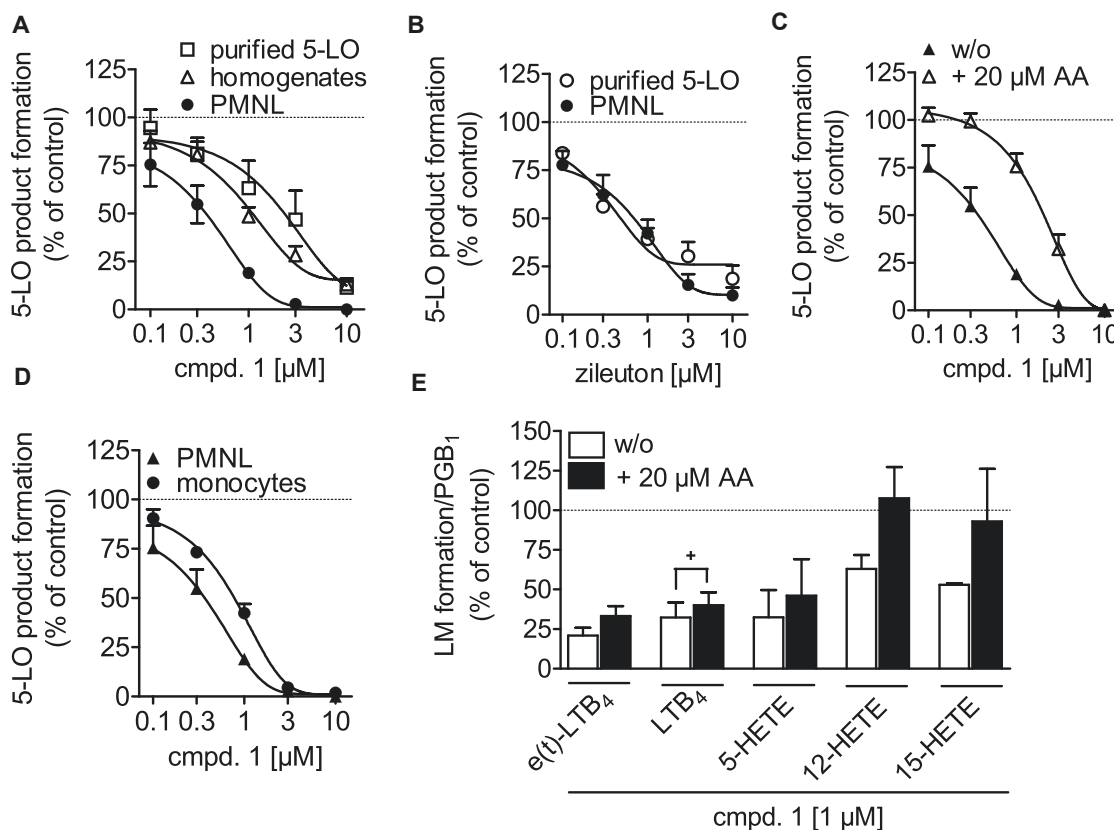 A
purified 5-LO
homogenates
PMNL
5-LO product formation
(% of control)
125
100
75
50
25
0
0.1 0.3 1 3 10
cmpd. 1 [µM]
B
purified 5-LO
PMNL
5-LO product formation
(% of control)
125
100
75
50
25
0
0.1 0.3 1 3 10
zileuton [µM]
C
w/o
+ 20 µM AA
5-LO product formation
(% of control)
125
100
75
50
25
0
0.1 0.3 1 3 10
cmpd. 1 [µM]
D
PMNL
monocytes
5-LO product formation
(% of control)
125
100
75
50
25
0
0.1 0.3 1 3 10
cmpd. 1 [µM]
E
w/o
+ 20 µM AA
LM formation/PGB₁
(% of control)
150
125
100
75
50
25
0
+
e(t)-LTB₄
LTB₄
5-HETE
12-HETE
15-HETE
cmpd. 1 [1 µM]